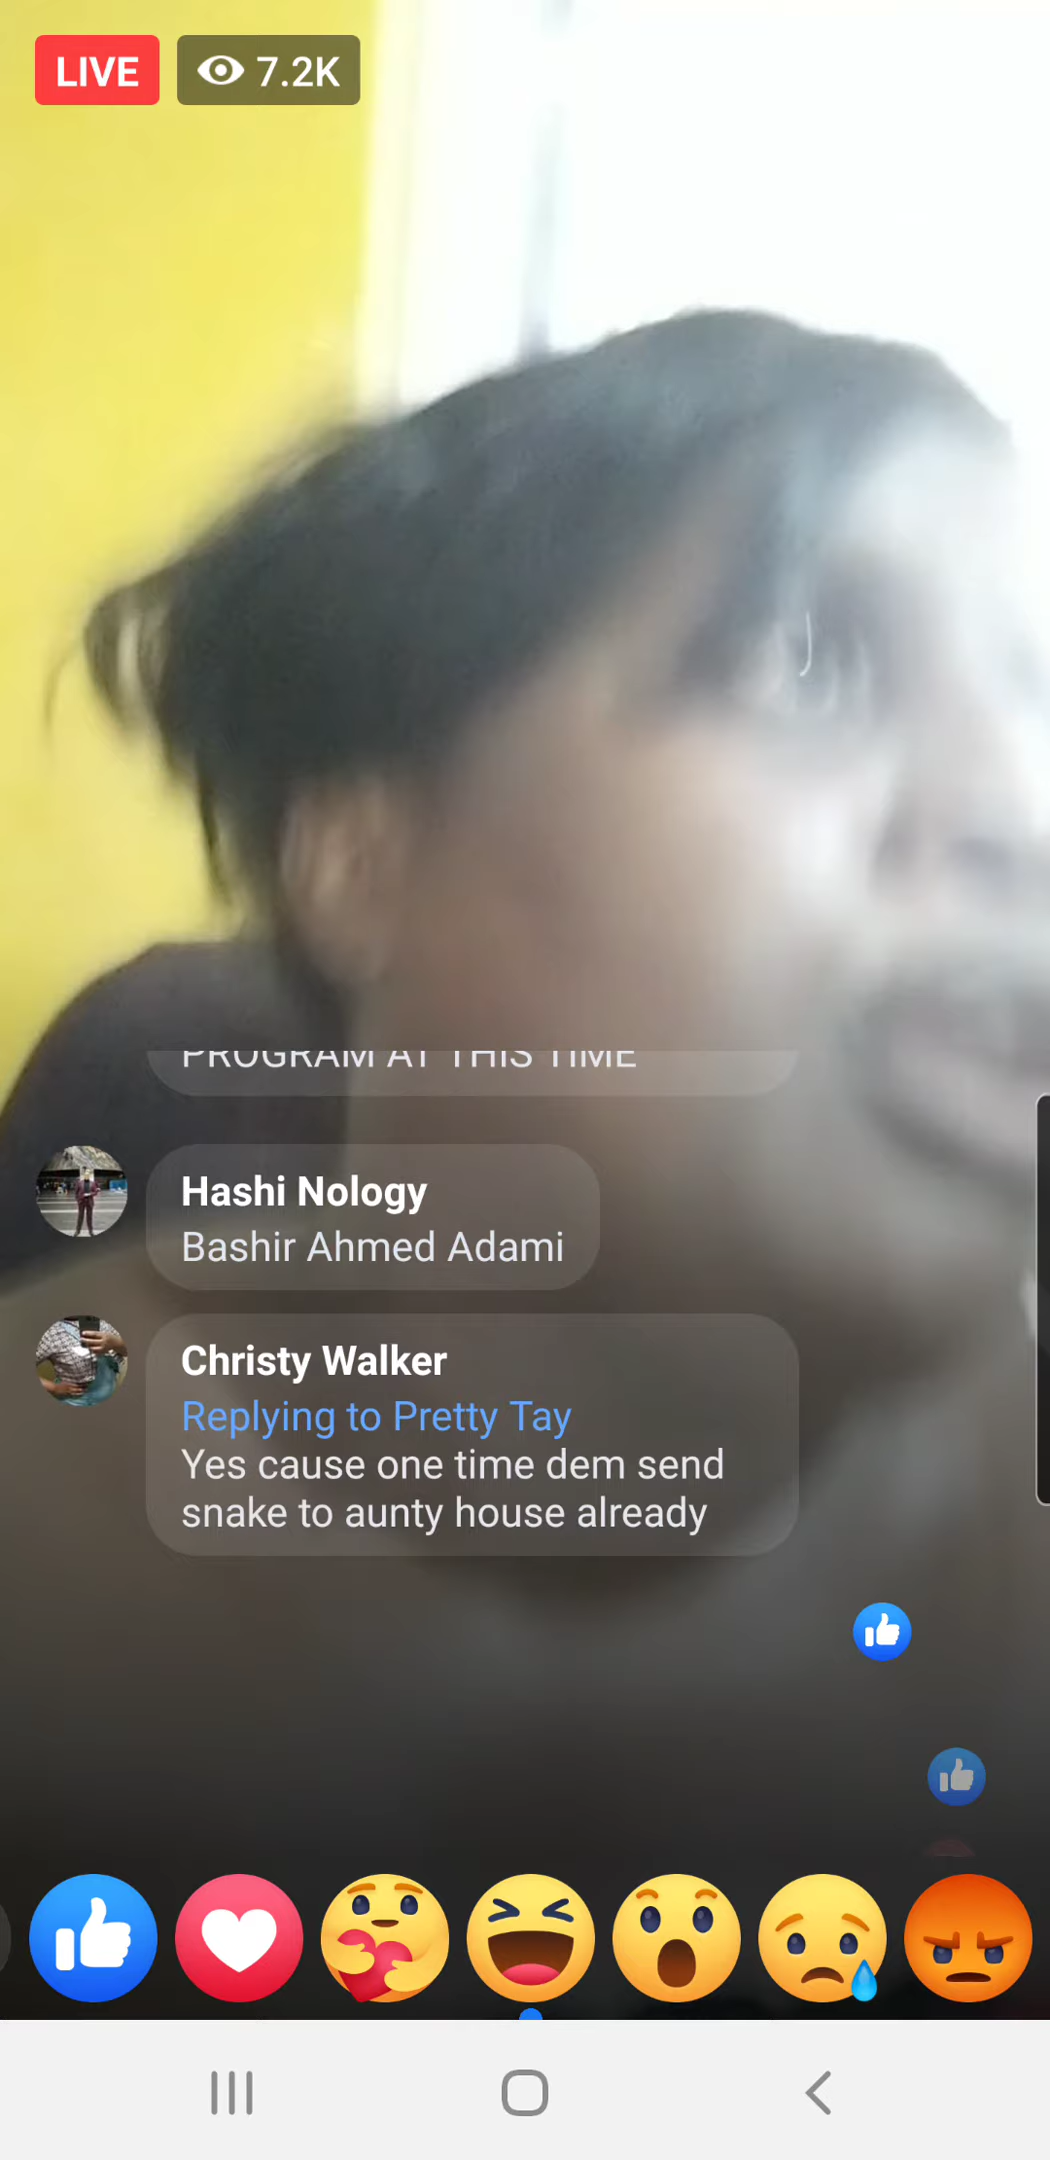 LIVE
7.2K
PROGRAM AT THIS TIME
Hashi Nology
Bashir Ahmed Adami
Christy Walker
Replying to Pretty Tay
Yes cause one time dem send
snake to aunty house already